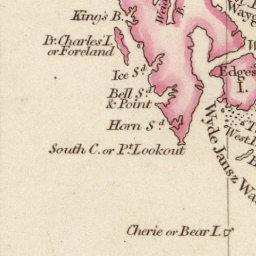 King's B.
Pr. Charles I.
or Foreland
Ice Sd.
Bell Sd.
& Point
Horn Sd.
South C. or Pt. Lookout
Edges
I.
Wyde Jansz Wa
West
Cherie or Bear I.